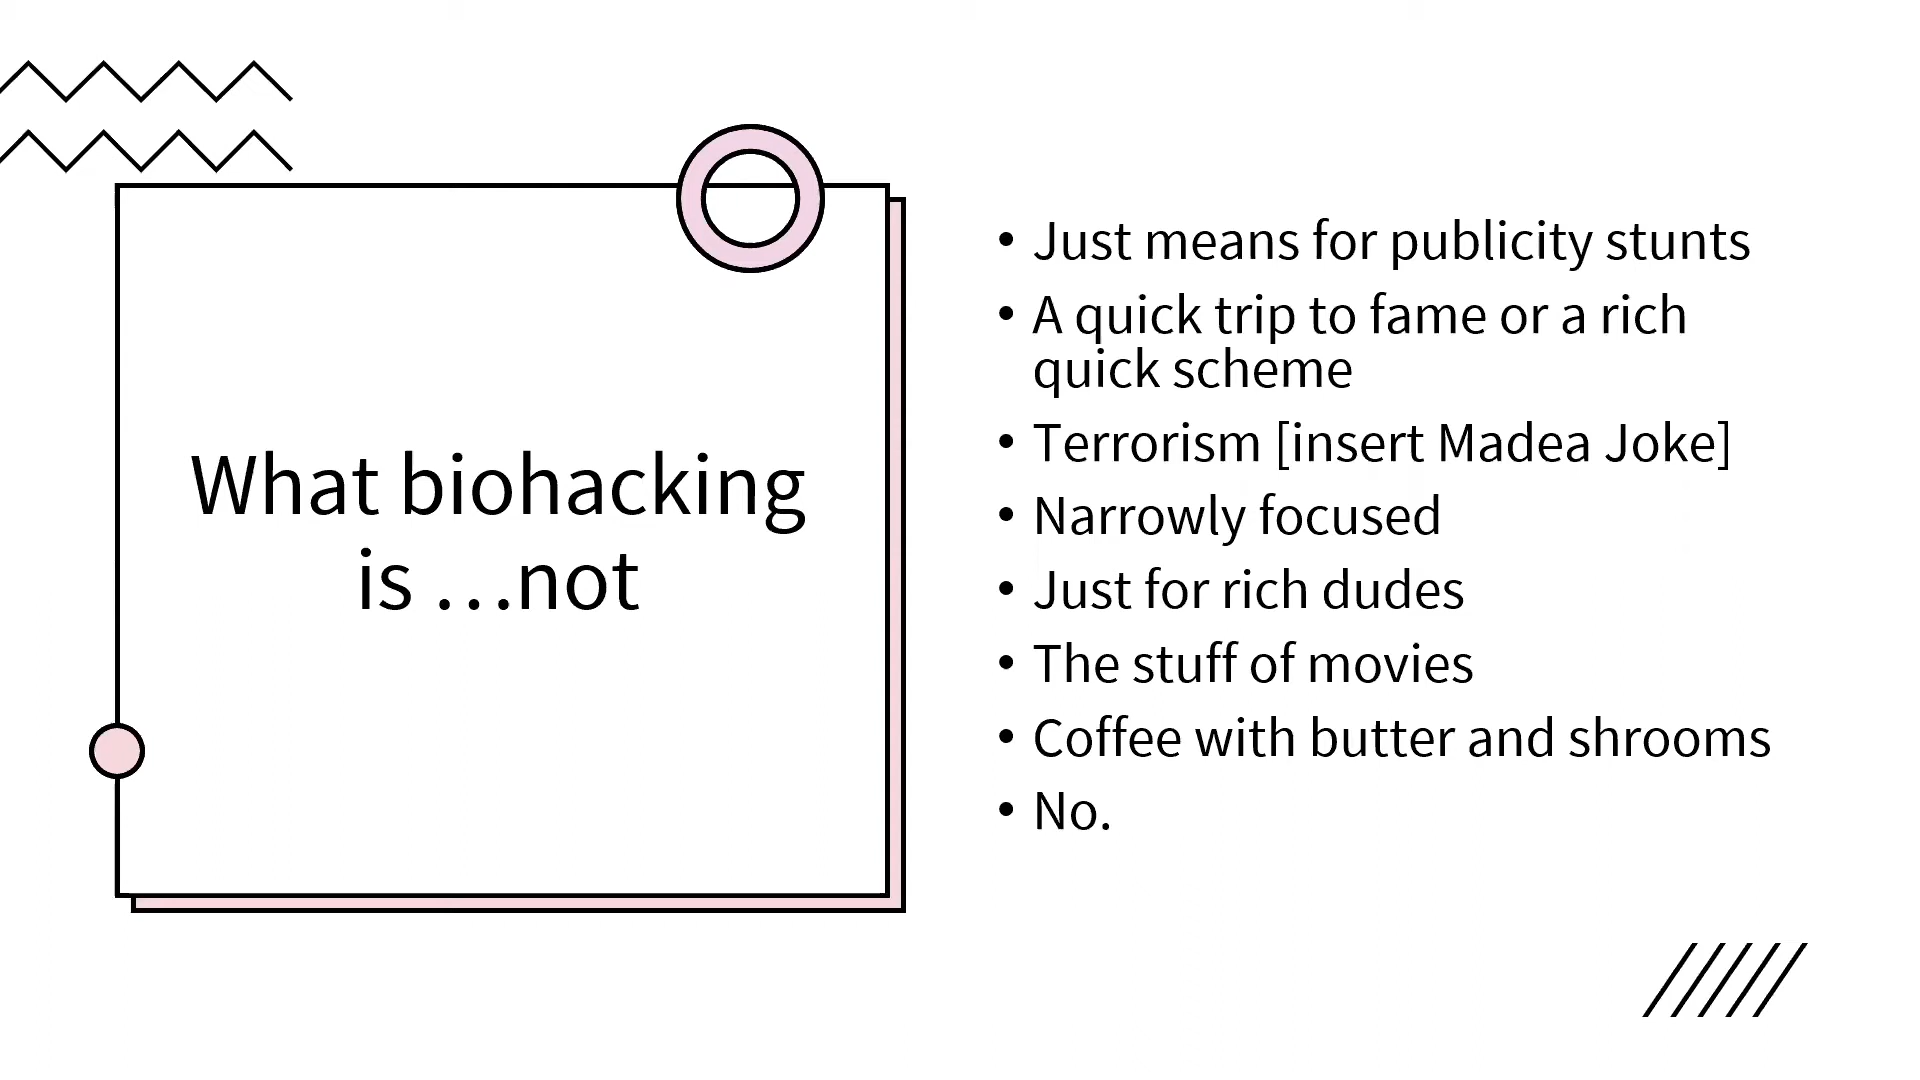 What biohacking
is ...not
• Just means for publicity stunts
• A quick trip to fame or a rich
quick scheme
• Terrorism [insert Madea Joke]
• Narrowly focused
• Just for rich dudes
• The stuff of movies
• Coffee with butter and shrooms
• No.